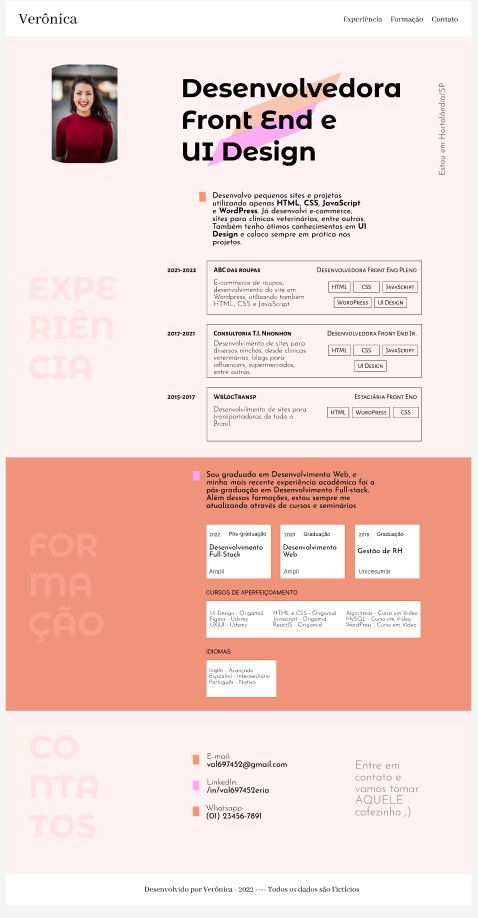 Verônica
Experiência Formação Contato
Desenvolvedora
Front End e
UI Design
Estou em Hortolândia/SP
Desenvolvo pequenos sites e projetos
utilizando apenas HTML, CSS, JavaScript
e WordPress. Já desenvolvi e-commerce,
sites para clínicas veterinárias, entre outras.
Também tenho ótimos conhecimentos em UI
Design e coloco sempre em prática nos
projetos.
EXPE
RIÊN
CIA
2021-2022
ABC das roupas
Desenvolvedora Front End Pleno
E-commerce de roupas,
desenvolvimento do site em
Wordpress, utilizando também
HTML, CSS e JavaScript
HTML CSS JavaScript
WordPress UI Design
2017-2021
Consultoria T.I. Nhonhon
Desenvolvedora Front End Jr.
Desenvolvimento de sites para
diversos ninchos, desde clínicas
veterinárias, blogs para
influencers, supermercados,
entre outras.
HTML CSS JavaScript
UI Design
2015-2017
WbLogTransp
Estagiária Front End
Desenvolvilmento de sites para
transportadoras de todo o
Brasil.
HTML WordPress CSS
FOR
MA
ÇÃO
Sou graduada em Desenvolvimento Web, e
minha mais recente experiência acadêmica foi a
pós-graduação em Desenvolvimento Full-stack.
Além dessas formações, estou sempre me
atualizando através de cursos e seminários
2022 Pós-graduação
Desenvolvimento
Full-Stack
Ampli
2020 Graduação
Desenvolvimento
Web
Ampli
2015 Graduação
Gestão de RH
Unicesumar
CURSOS DE APERFEIÇOAMENTO
UI Design - Origamid
Figma - Udemy
UX|UI - Udemy
HTML e CSS - Origamid
Javascript - Origamid
ReactJS - Origamid
Algoritmos - Curso em Video
MySQL - Curso em Video
WordPress - Curso em Video
IDIOMAS
Inglês - Avançado
Espanhol - Intermediário
Português - Nativo
CO
NTA
TOS
E-mail:
val697452@gmail.com
LinkedIn:
/in/val697452eria
Whatsapp:
(01) 23456-7891
Entre em
contato e
vamos tomar
AQUELE
cafezinho ;)
Desenvolvido por Verônica - 2022 ---- Todos os dados são Fictícios